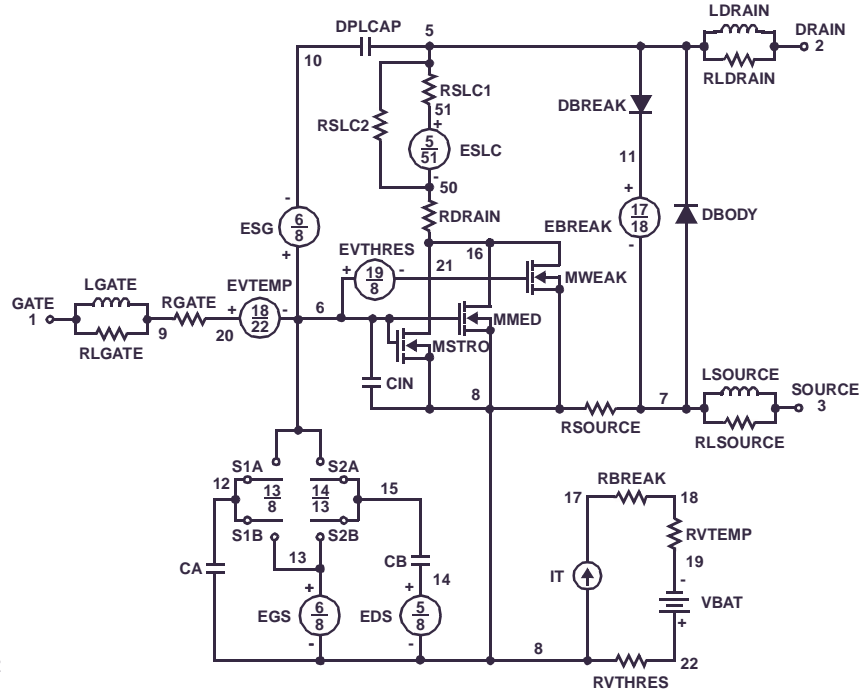 LDRAIN
DPLCAP
5
DRAIN
2
10
RLDRAIN
RSLC1
DBREAK
51
+
RSLC2
5
51
ESLC
-
11
50
-
+
RDRAIN
17
18
6
8
ESG
EBREAK
DBODY
+
EVTHRES
16
-
+
19
8
-
21
MWEAK
LGATE
EVTEMP
GATE
1
RGATE
+
18
22
-
6
MMED
9
20
MSTRO
RLGATE
LSOURCE
CIN
8
7
SOURCE
3
RSOURCE
RLSOURCE
S1A
S2A
12
13
8
14
13
15
RBREAK
17
18
S1B
S2B
RVTEMP
13
CB
19
CA
14
IT
-
+
+
VBAT
EGS
6
8
EDS
5
8
+
-
-
8
22
RVTHRES